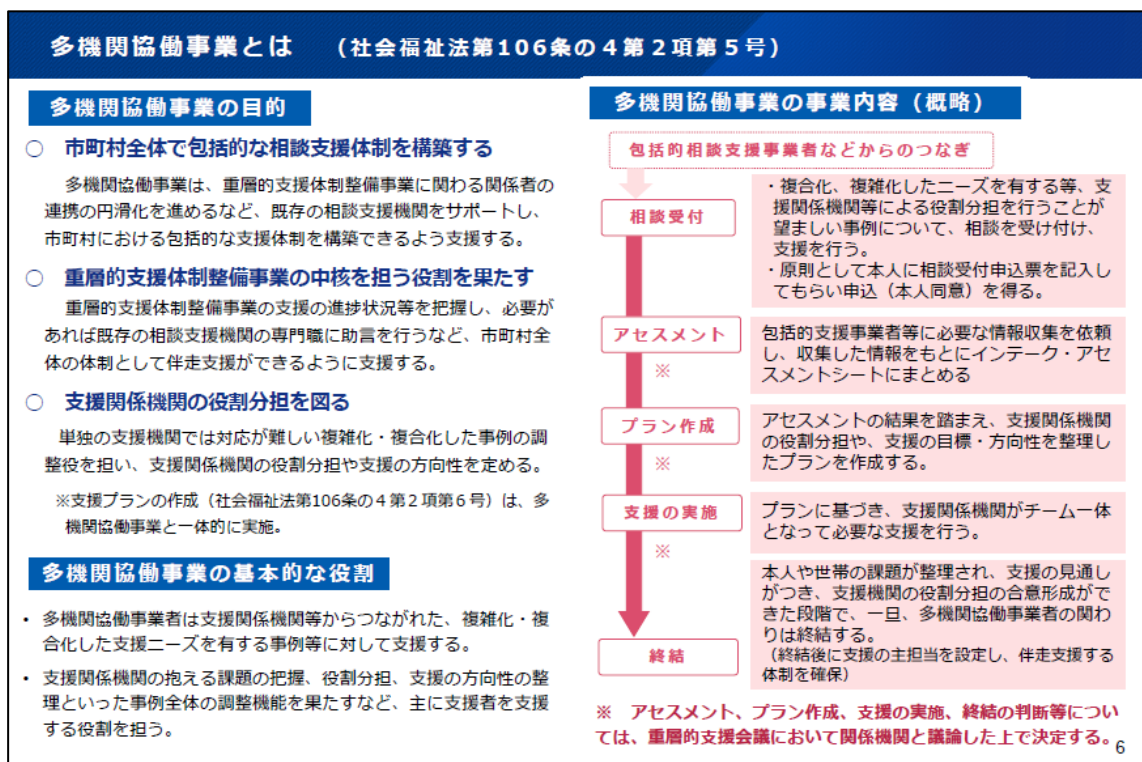 多機関協働事業とは （社会福祉法第106条の４第２項第５号）
多機関協働事業の目的
○ 市町村全体で包括的な相談支援体制を構築する
多機関協働事業は、重層的支援体制整備事業に関わる関係者の
連携の円滑化を進めるなど、既存の相談支援機関をサポートし、
市町村における包括的な支援体制を構築できるよう支援する。
○ 重層的支援体制整備事業の中核を担う役割を果たす
重層的支援体制整備事業の支援の進捗状況等を把握し、必要が
あれば既存の相談支援機関の専門職に助言を行うなど、市町村全
体の体制として伴走支援ができるように支援する。
○ 支援関係機関の役割分担を図る
単独の支援機関では対応が難しい複雑化・複合化した事例の調
整役を担い、支援関係機関の役割分担や支援の方向性を定める。
※支援プランの作成（社会福祉法第106条の４第２項第６号）は、多
機関協働事業と一体的に実施。
多機関協働事業の基本的な役割
・ 多機関協働事業者は支援関係機関等からつながれた、複雑化・複
合化した支援ニーズを有する事例等に対して支援する。
・ 支援関係機関の抱える課題の把握、役割分担、支援の方向性の整
理といった事例全体の調整機能を果たすなど、主に支援者を支援
する役割を担う。
多機関協働事業の事業内容（概略）
包括的相談支援事業者などからのつなぎ
相談受付
・複合化、複雑化したニーズを有する等、支
援関係機関等による役割分担を行うことが
望ましい事例について、相談を受け付け、
支援を行う。
・原則として本人に相談受付申込票を記入し
てもらい申込（本人同意）を得る。
アセスメント
※
包括的支援事業者等に必要な情報収集を依頼
し、収集した情報をもとにインテーク・アセ
スメントシートにまとめる
プラン作成
※
アセスメントの結果を踏まえ、支援関係機関
の役割分担や、支援の目標・方向性を整理し
たプランを作成する。
支援の実施
※
プランに基づき、支援関係機関がチーム一体
となって必要な支援を行う。
終結
本人や世帯の課題が整理され、支援の見通し
がつき、支援機関の役割分担の合意形成がで
きた段階で、一旦、多機関協働事業者の関わ
りは終結する。
（終結後に支援の主担当を設定し、伴走支援する
体制を確保）
※ アセスメント、プラン作成、支援の実施、終結の判断等につい
ては、重層的支援会議において関係機関と議論した上で決定する。
6